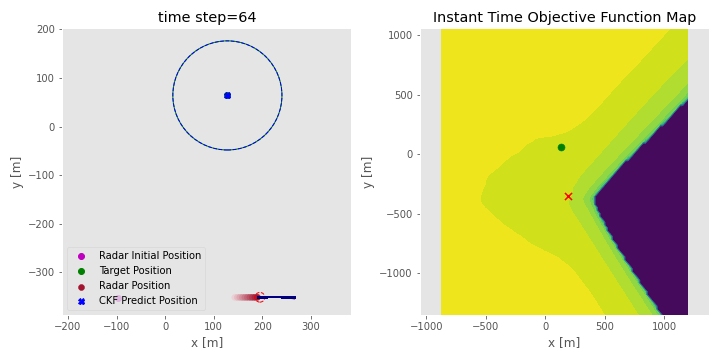 time step=64
200
100
0
−100
−200
−300
y [m]
−200
−100
0
100
200
300
x [m]
Radar Initial Position
Target Position
Radar Position
CKF Predict Position
Instant Time Objective Function Map
1000
500
0
−500
−1000
y [m]
−1000
−500
0
500
1000
x [m]